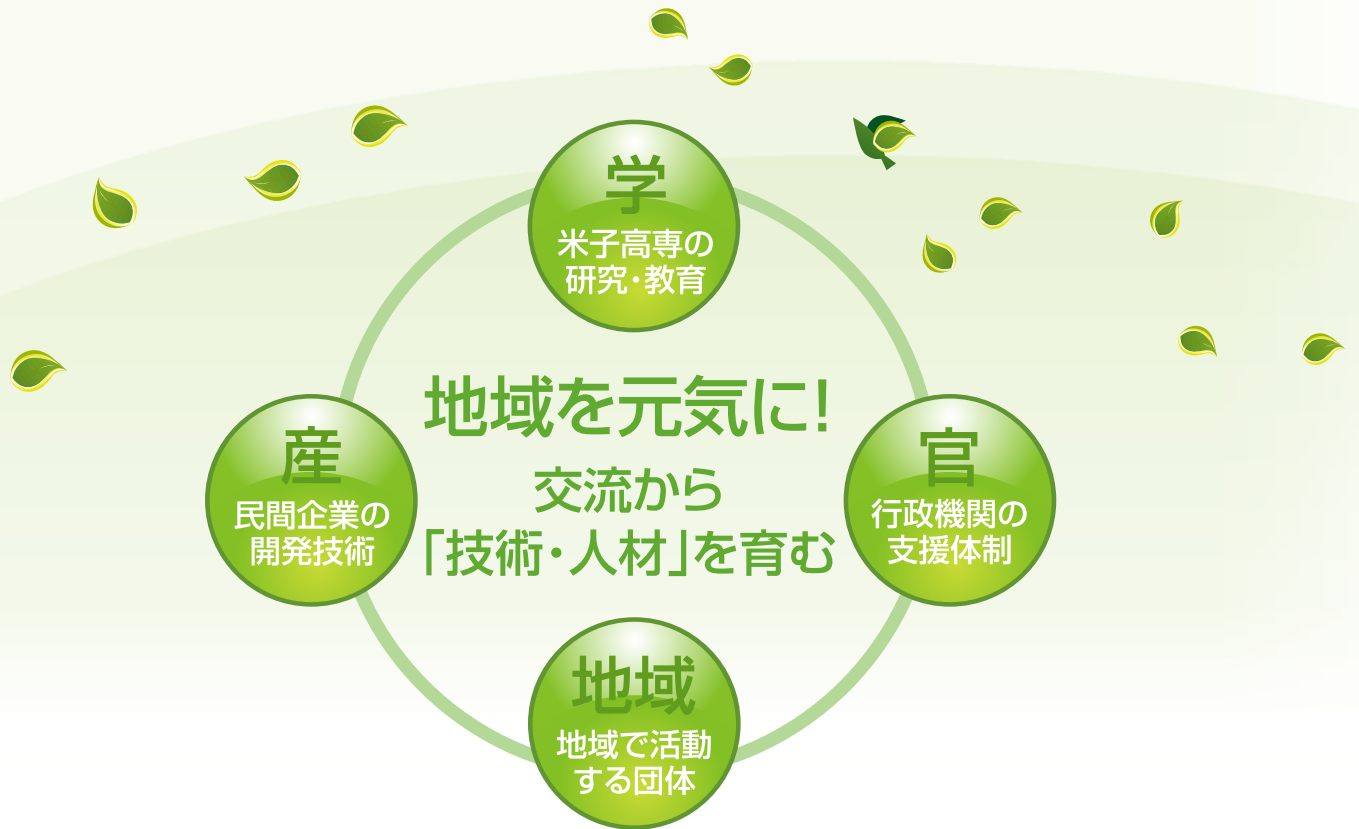 学
米子高専の
研究・教育
地域を元気に!
交流から
「技術・人材」を育む
産
民間企業の
開発技術
官
行政機関の
支援体制
地域
地域で活動
する団体